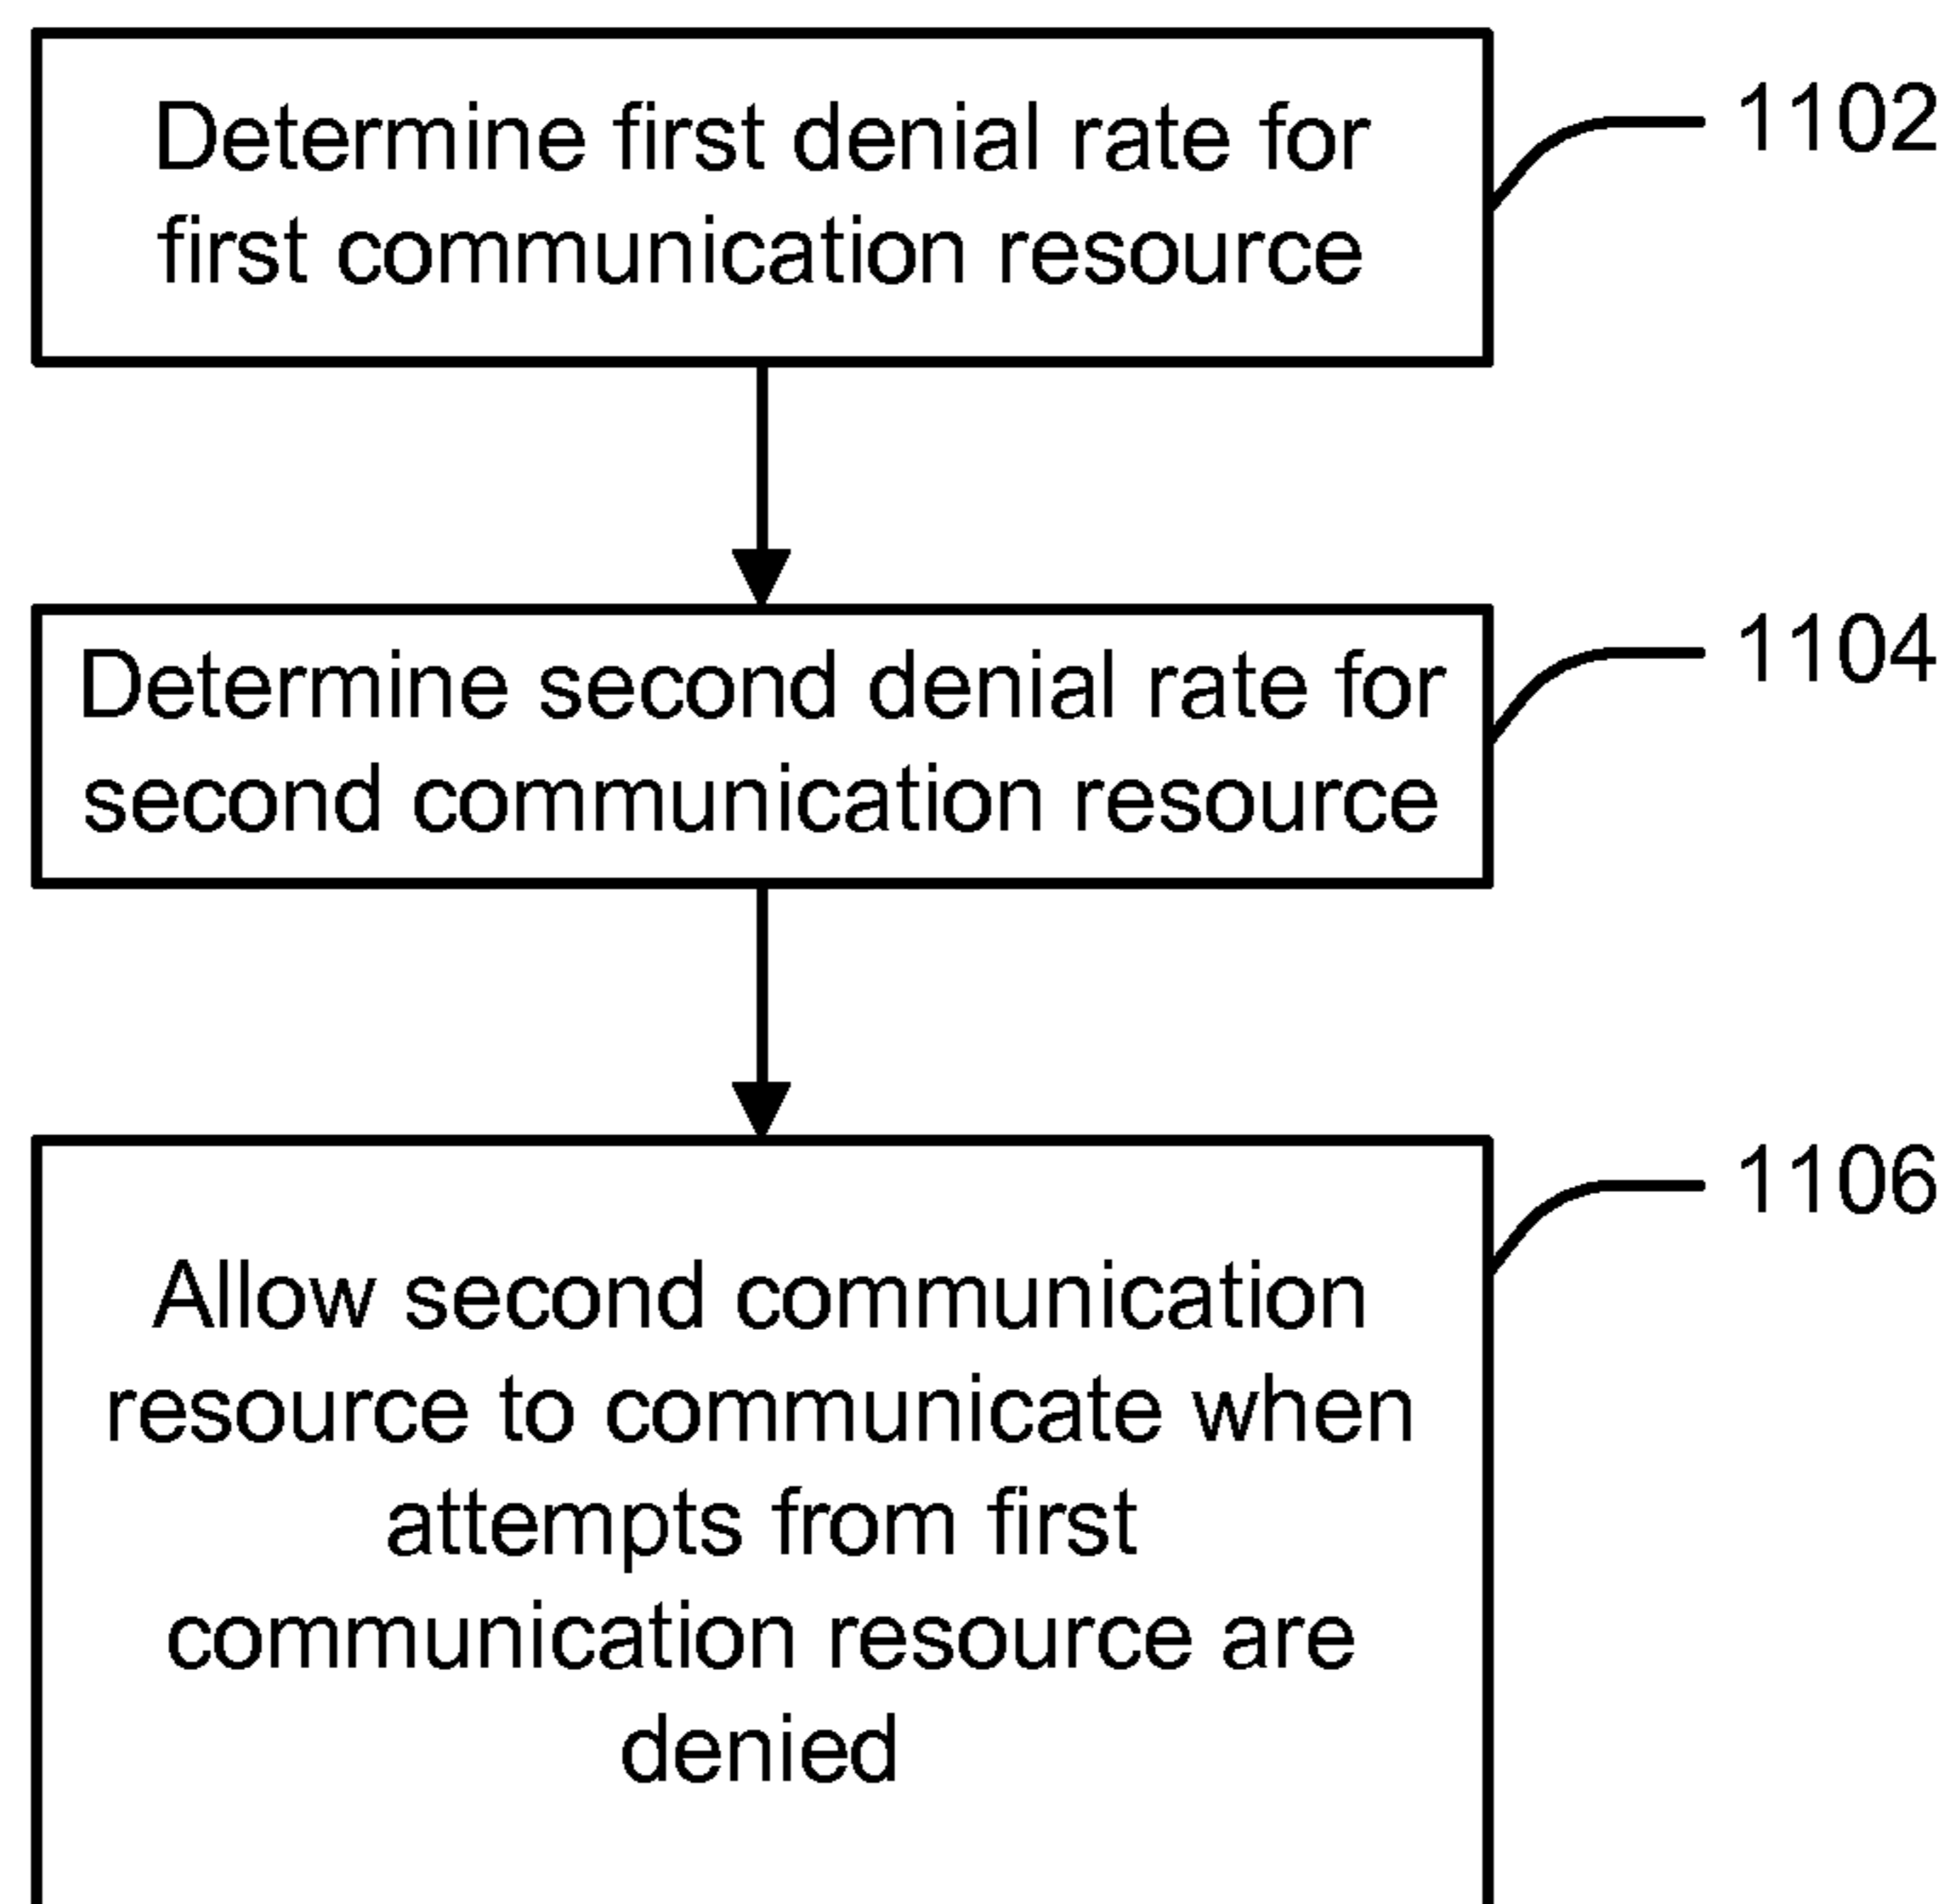 Determine first denial rate for
first communication resource
1102
Determine second denial rate for
second communication resource
1104
Allow second communication
resource to communicate when
attempts from first
communication resource are
denied
1106